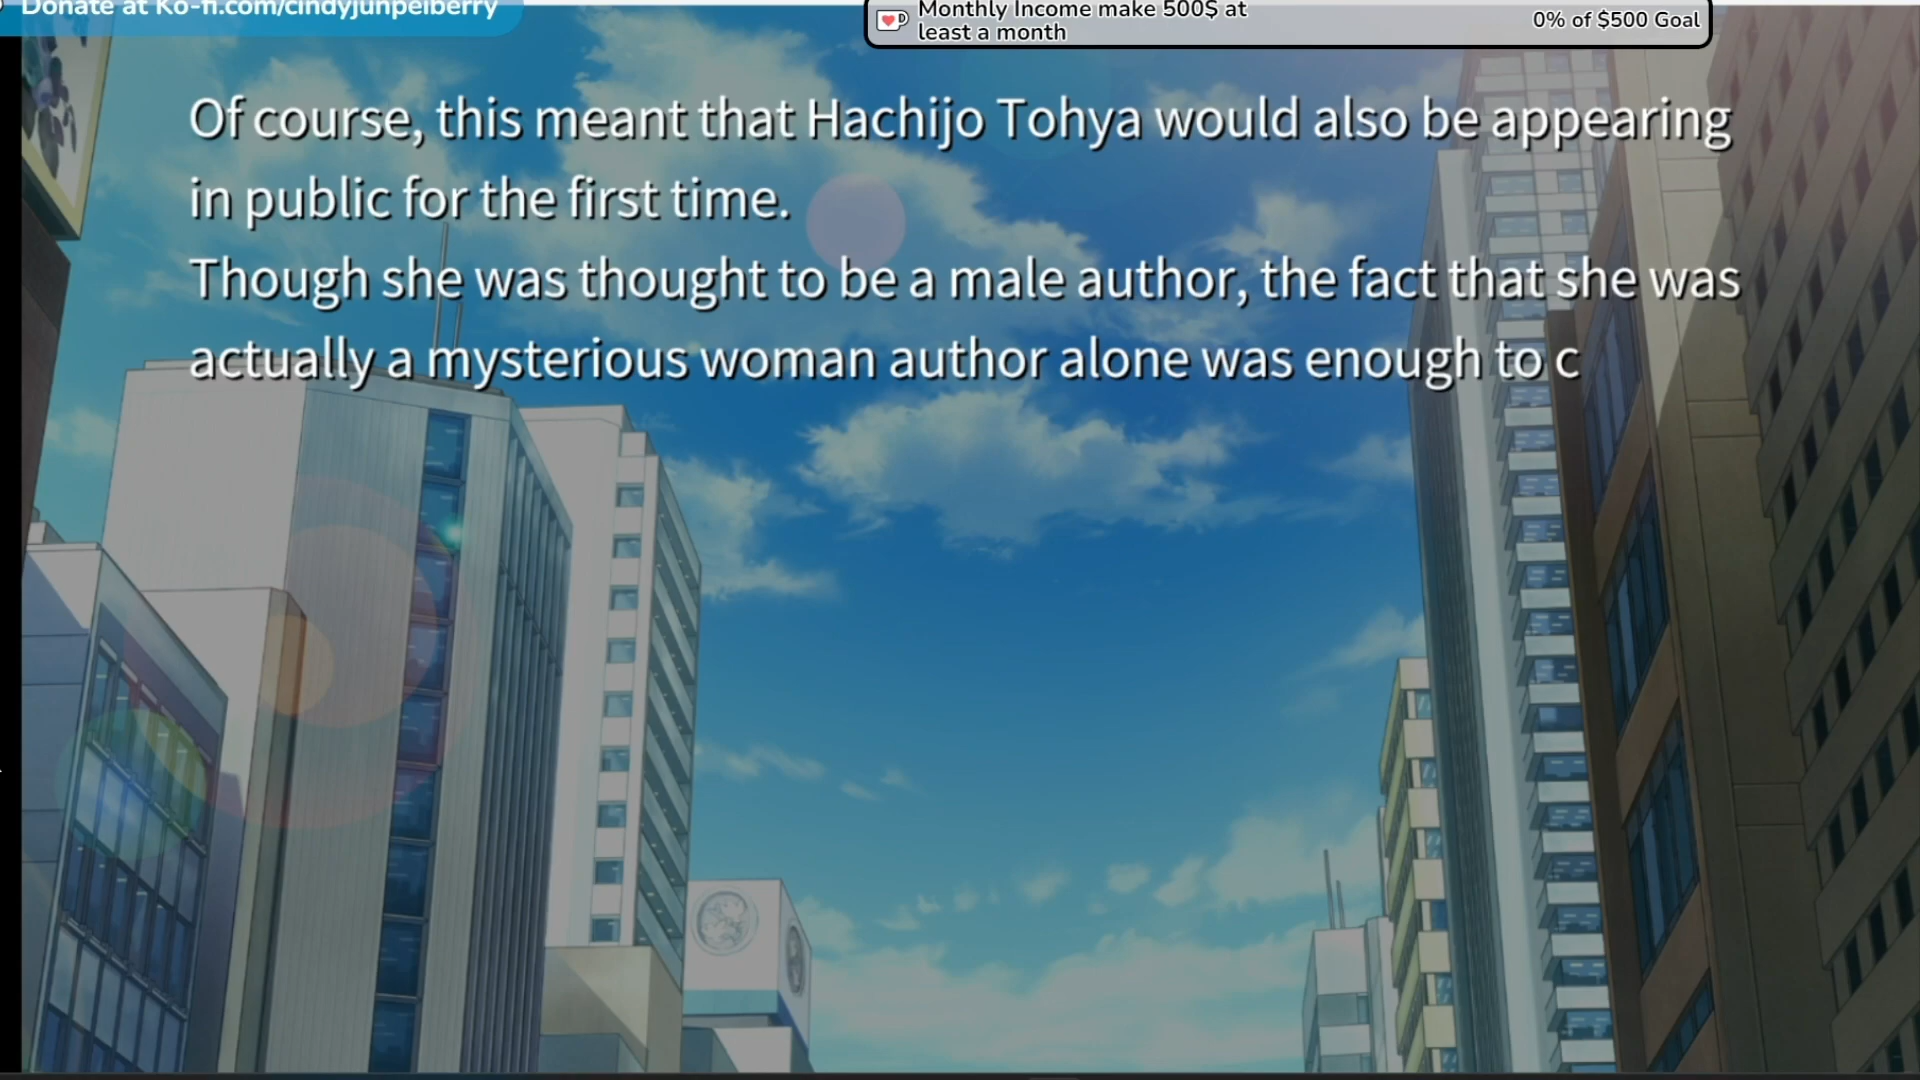 Donate at Ko-fi.com/cindyjunpeiberry
Monthly Income make 500$ at
least a month
0% of $500 Goal
Of course, this meant that Hachijo Tohya would also be appearing
in public for the first time.
Though she was thought to be a male author, the fact that she was
actually a mysterious woman author alone was enough to c